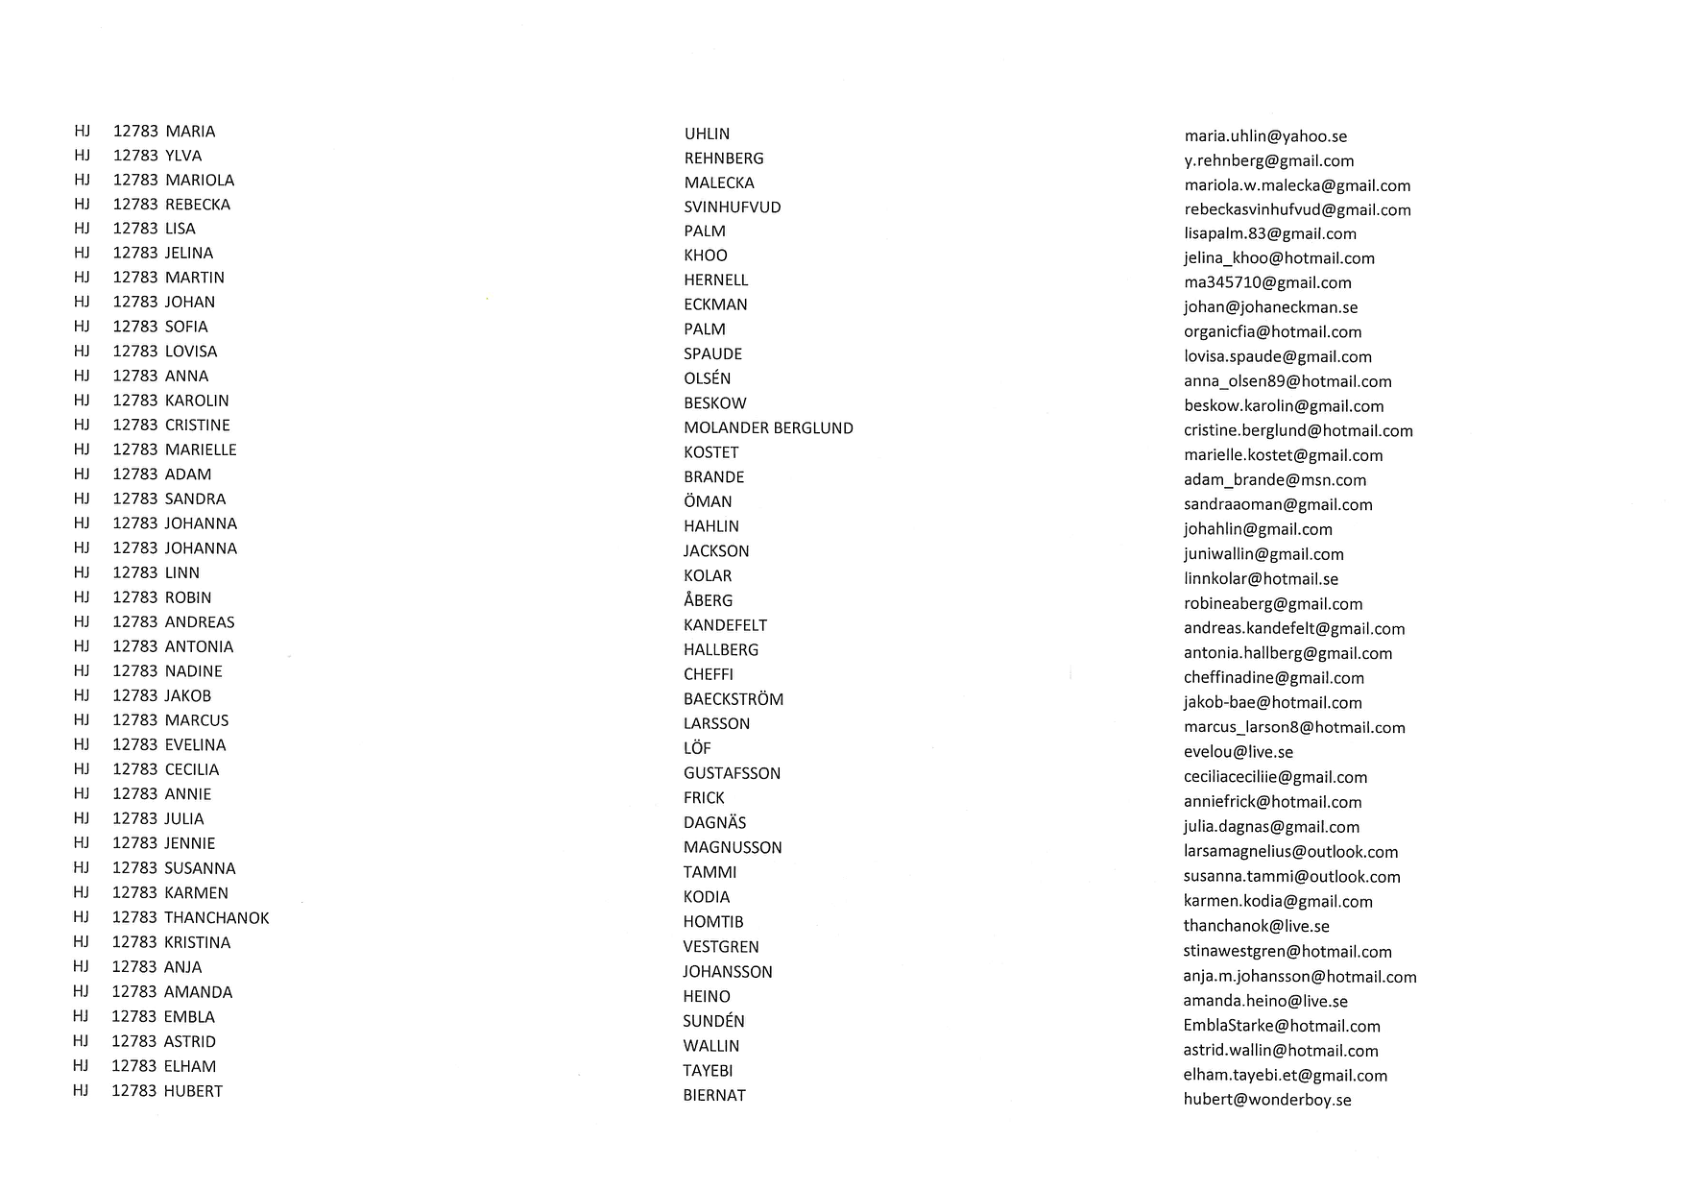 HJ 12783 MARIA UHLIN maria.uhlin@yahoo.se
HJ 12783 YLVA REHNBERG y.rehnberg@gmail.com
HJ 12783 MARIOLA MALECKA mariola.w.malecka@gmail.com
HJ 12783 REBECKA SVINHUFVUD rebeckasvinhufvud@gmail.com
HJ 12783 LISA PALM lisapalm.83@gmail.com
HJ 12783 JELINA KHOO jelina_khoo@hotmail.com
HJ 12783 MARTIN HERNELL ma345710@gmail.com
HJ 12783 JOHAN ECKMAN johan@johaneckman.se
HJ 12783 SOFIA PALM organicfia@hotmail.com
HJ 12783 LOVISA SPAUDE lovisa.spaude@gmail.com
HJ 12783 ANNA OLSÉN anna_olsen89@hotmail.com
HJ 12783 KAROLIN BESKOW beskow.karolin@gmail.com
HJ 12783 CRISTINE MOLANDER BERGLUND cristine.berglund@hotmail.com
HJ 12783 MARIELLE KOSTET marielle.kostet@gmail.com
HJ 12783 ADAM BRANDE adam_brande@msn.com
HJ 12783 SANDRA ÖMAN sandraaoman@gmail.com
HJ 12783 JOHANNA HAHLIN johahlin@gmail.com
HJ 12783 JOHANNA JACKSON juniwallin@gmail.com
HJ 12783 LINN KOLAR linnkolar@hotmail.se
HJ 12783 ROBIN ÅBERG robineaberg@gmail.com
HJ 12783 ANDREAS KANDEFELT andreas.kandefelt@gmail.com
HJ 12783 ANTONIA HALLBERG antonia.hallberg@gmail.com
HJ 12783 NADINE CHEFFI cheffinadine@gmail.com
HJ 12783 JAKOB BAECKSTRÖM jakob-bae@hotmail.com
HJ 12783 MARCUS LARSSON marcus_larson8@hotmail.com
HJ 12783 EVELINA LÖF evelou@live.se
HJ 12783 CECILIA GUSTAFSSON ceciliaceciliie@gmail.com
HJ 12783 ANNIE FRICK anniefrick@hotmail.com
HJ 12783 JULIA DAGNÄS julia.dagnas@gmail.com
HJ 12783 JENNIE MAGNUSSON larsamagnelius@outlook.com
HJ 12783 SUSANNA TAMMI susanna.tammi@outlook.com
HJ 12783 KARMEN KODIA karmen.kodia@gmail.com
HJ 12783 THANCHANOK HOMTIB thanchanok@live.se
HJ 12783 KRISTINA VESTGREN stinawestgren@hotmail.com
HJ 12783 ANJA JOHANSSON anja.m.johansson@hotmail.com
HJ 12783 AMANDA HEINO amanda.heino@live.se
HJ 12783 EMBLA SUNDÉN EmblaStarke@hotmail.com
HJ 12783 ASTRID WALLIN astrid.wallin@hotmail.com
HJ 12783 ELHAM TAYEBI elham.tayebi.et@gmail.com
HJ 12783 HUBERT BIERNAT hubert@wonderboy.se